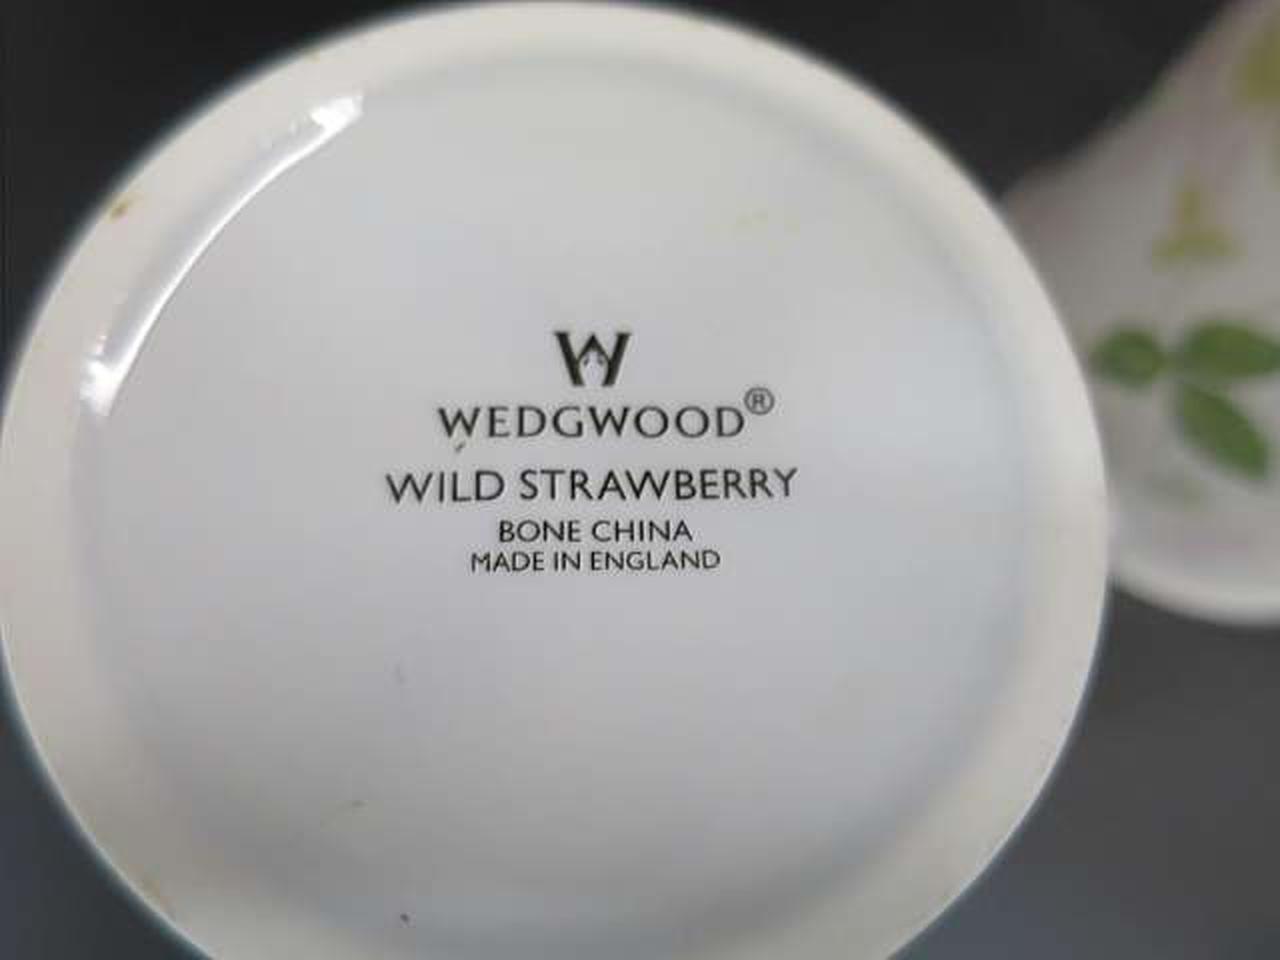 W
WEDGWOOD®
WILD STRAWBERRY
BONE CHINA
MADE IN ENGLAND